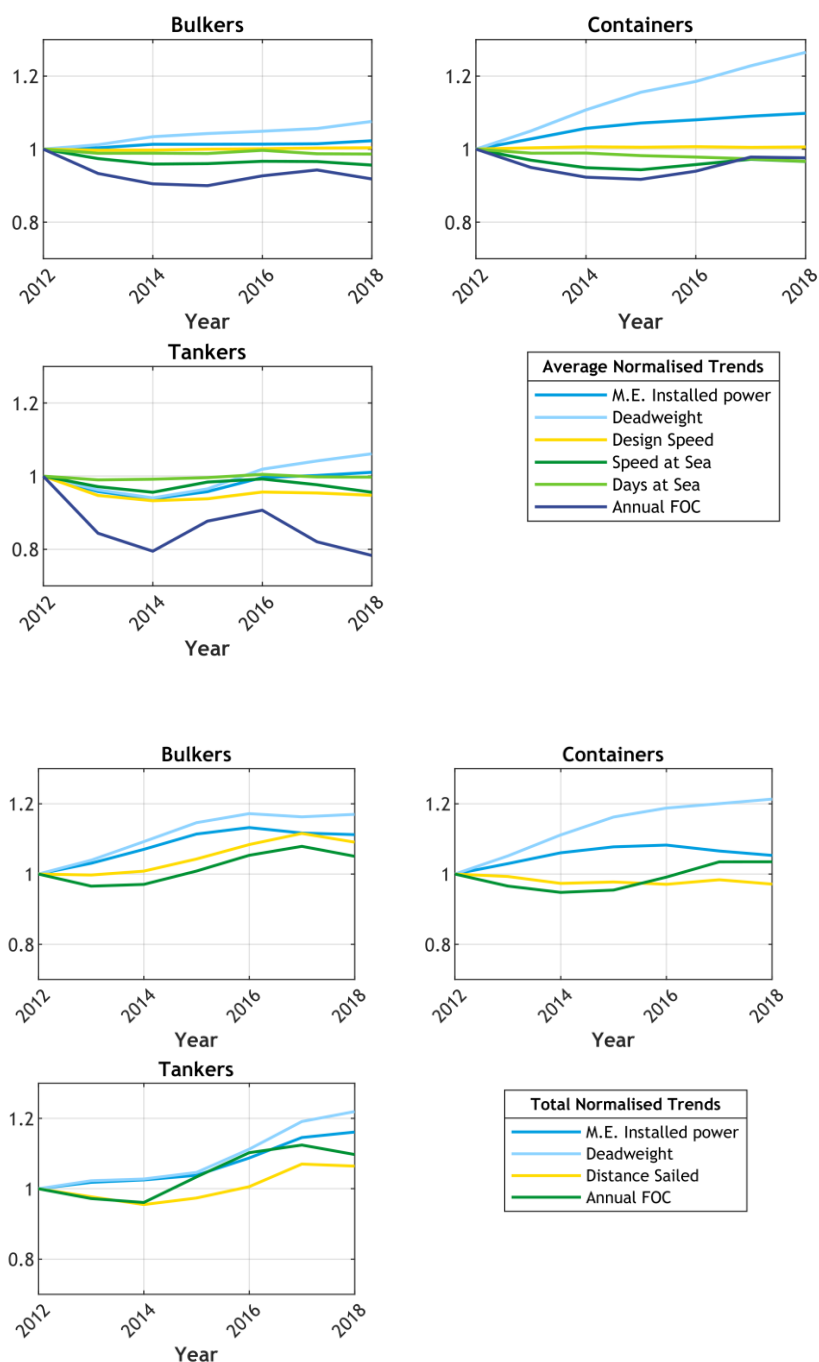 Bulkers
1.2
1
0.8
2012
2014
2016
2018
Year
Containers
1.2
1
0.8
2012
2014
2016
2018
Year
Tankers
1.2
1
0.8
2012
2014
2016
2018
Year
Average Normalised Trends
M.E. Installed power
Deadweight
Design Speed
Speed at Sea
Days at Sea
Annual FOC
Bulkers
1.2
1
0.8
2012
2014
2016
2018
Year
Containers
1.2
1
0.8
2012
2014
2016
2018
Year
Tankers
1.2
1
0.8
2012
2014
2016
2018
Year
Total Normalised Trends
M.E. Installed power
Deadweight
Distance Sailed
Annual FOC